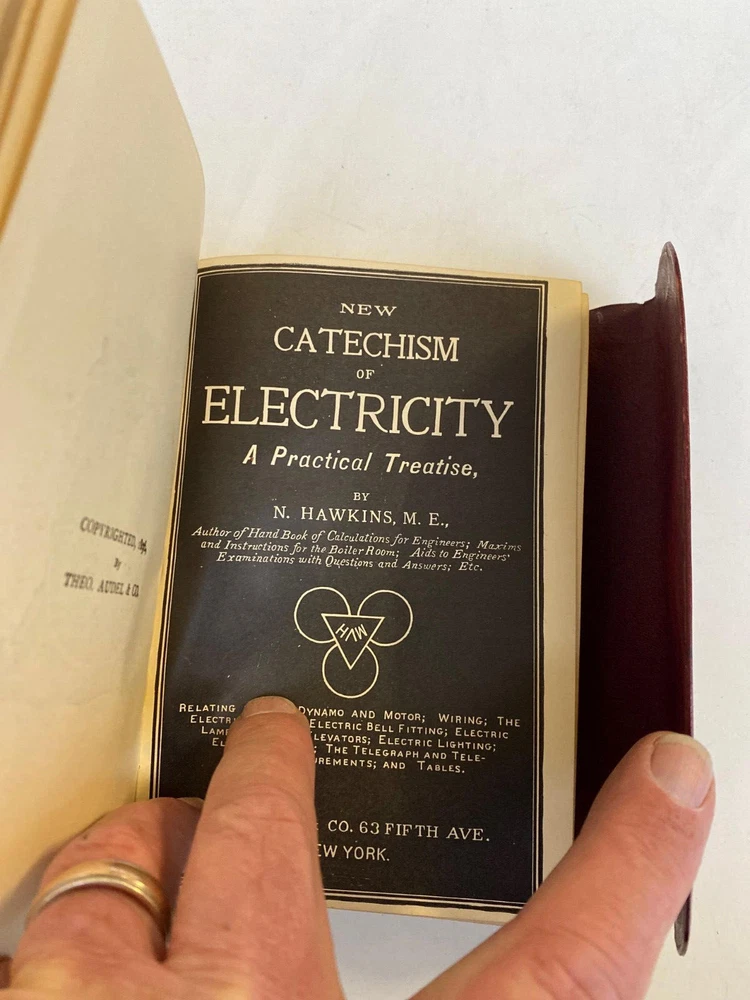 COPYRIGHTED,
By
THEO. AUDEL & CO.
NEW
CATECHISM
OF
ELECTRICITY
A Practical Treatise,
BY
N. HAWKINS, M. E.,
Author of Hand Book of Calculations for Engineers; Maxims
and Instructions for the Boiler Room; Aids to Engineers'
Examinations with Questions and Answers; Etc.
RELATING DYNAMO AND MOTOR; WIRING; THE
ELECTRIC BELL FITTING; ELECTRIC
ELEVATORS; ELECTRIC LIGHTING;
; THE TELEGRAPH AND TELE-
UREMENTS; AND TABLES.
CO. 63 FIFTH AVE.
EW YORK.